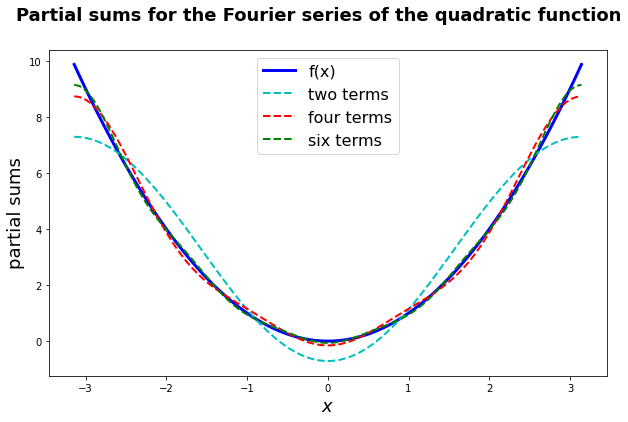 Partial sums for the Fourier series of the quadratic function
f(x)
two terms
four terms
six terms
partial sums
10
8
6
4
2
0
−3
−2
−1
0
1
2
3
x